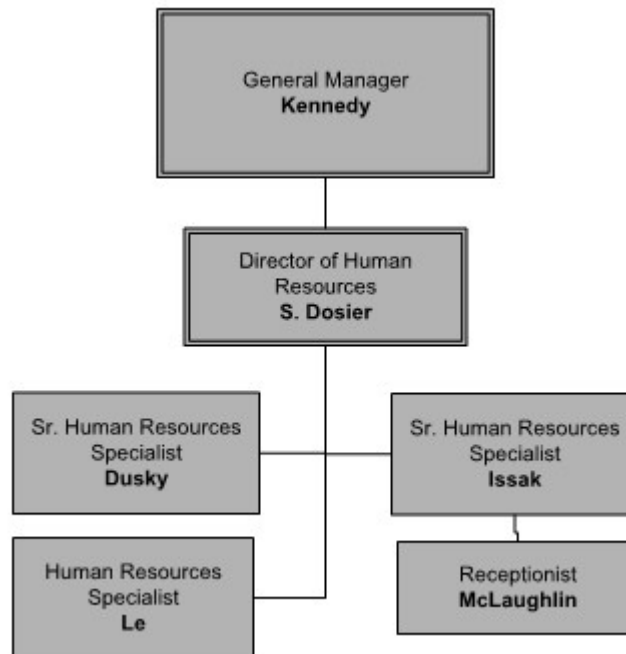 General Manager
Kennedy
Director of Human
Resources
S. Dosier
Sr. Human Resources
Specialist
Dusky
Sr. Human Resources
Specialist
Issak
Human Resources
Specialist
Le
Receptionist
McLaughlin